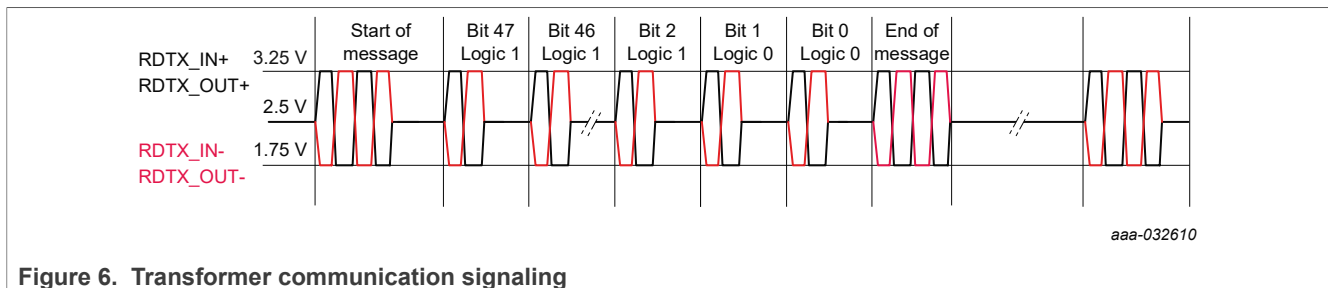 Start of message
Bit 47 Logic 1
Bit 46 Logic 1
Bit 2 Logic 1
Bit 1 Logic 0
Bit 0 Logic 0
End of message
RDTX_IN+
RDTX_OUT+
3.25 V
2.5 V
RDTX_IN-
RDTX_OUT-
1.75 V
aaa-032610
Figure 6. Transformer communication signaling